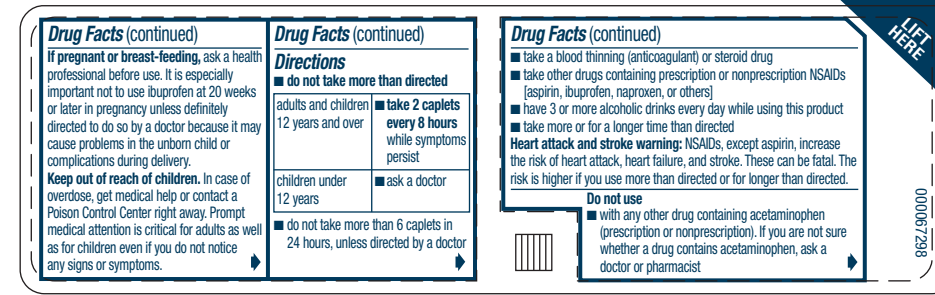 Drug Facts (continued)
If pregnant or breast-feeding, ask a health
professional before use. It is especially
important not to use ibuprofen at 20 weeks
or later in pregnancy unless definitely
directed to do so by a doctor because it may
cause problems in the unborn child or
complications during delivery.
Keep out of reach of children. In case of
overdose, get medical help or contact a
Poison Control Center right away. Prompt
medical attention is critical for adults as well
as for children even if you do not notice
any signs or symptoms.
Drug Facts (continued)
Directions
■ do not take more than directed
adults and children
12 years and over
■ take 2 caplets
every 8 hours
while symptoms
persist
children under
12 years
■ ask a doctor
■ do not take more than 6 caplets in
24 hours, unless directed by a doctor
Drug Facts (continued)
■ take a blood thinning (anticoagulant) or steroid drug
■ take other drugs containing prescription or nonprescription NSAIDs
[aspirin, ibuprofen, naproxen, or others]
■ have 3 or more alcoholic drinks every day while using this product
■ take more or for a longer time than directed
Heart attack and stroke warning: NSAIDs, except aspirin, increase
the risk of heart attack, heart failure, and stroke. These can be fatal. The
risk is higher if you use more than directed or for longer than directed.
Do not use
■ with any other drug containing acetaminophen
(prescription or nonprescription). If you are not sure
whether a drug contains acetaminophen, ask a
doctor or pharmacist
LIFT
HERE
000067298